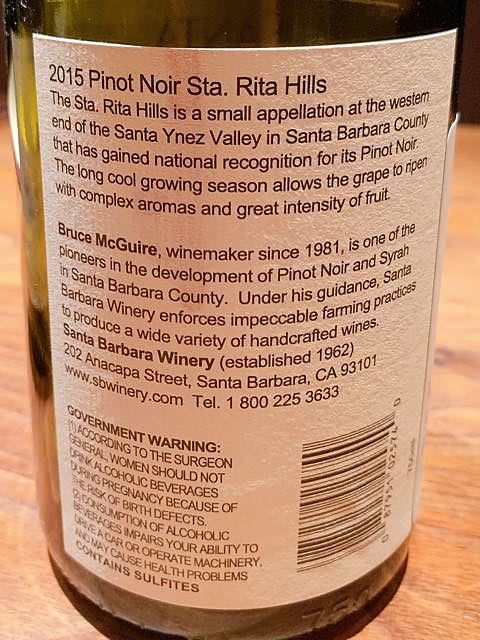 2015 Pinot Noir Sta. Rita Hills
The Sta. Rita Hills is a small appellation at the western
end of the Santa Ynez Valley in Santa Barbara County
that has gained national recognition for its Pinot Noir.
The long cool growing season allows the grape to ripen
with complex aromas and great intensity of fruit.
Bruce McGuire, winemaker since 1981, is one of the
pioneers in the development of Pinot Noir and Syrah
in Santa Barbara County. Under his guidance, Santa
Barbara Winery enforces impeccable farming practices
to produce a wide variety of handcrafted wines.
Santa Barbara Winery (established 1962)
202 Anacapa Street, Santa Barbara, CA 93101
www.sbwinery.com Tel. 1 800 225 3633
GOVERNMENT WARNING:
(1) ACCORDING TO THE SURGEON
GENERAL, WOMEN SHOULD NOT
DRINK ALCOHOLIC BEVERAGES
DURING PREGNANCY BECAUSE OF
THE RISK OF BIRTH DEFECTS.
(2) CONSUMPTION OF ALCOHOLIC
BEVERAGES IMPAIRS YOUR ABILITY TO
DRIVE A CAR OR OPERATE MACHINERY,
AND MAY CAUSE HEALTH PROBLEMS
CONTAINS SULFITES